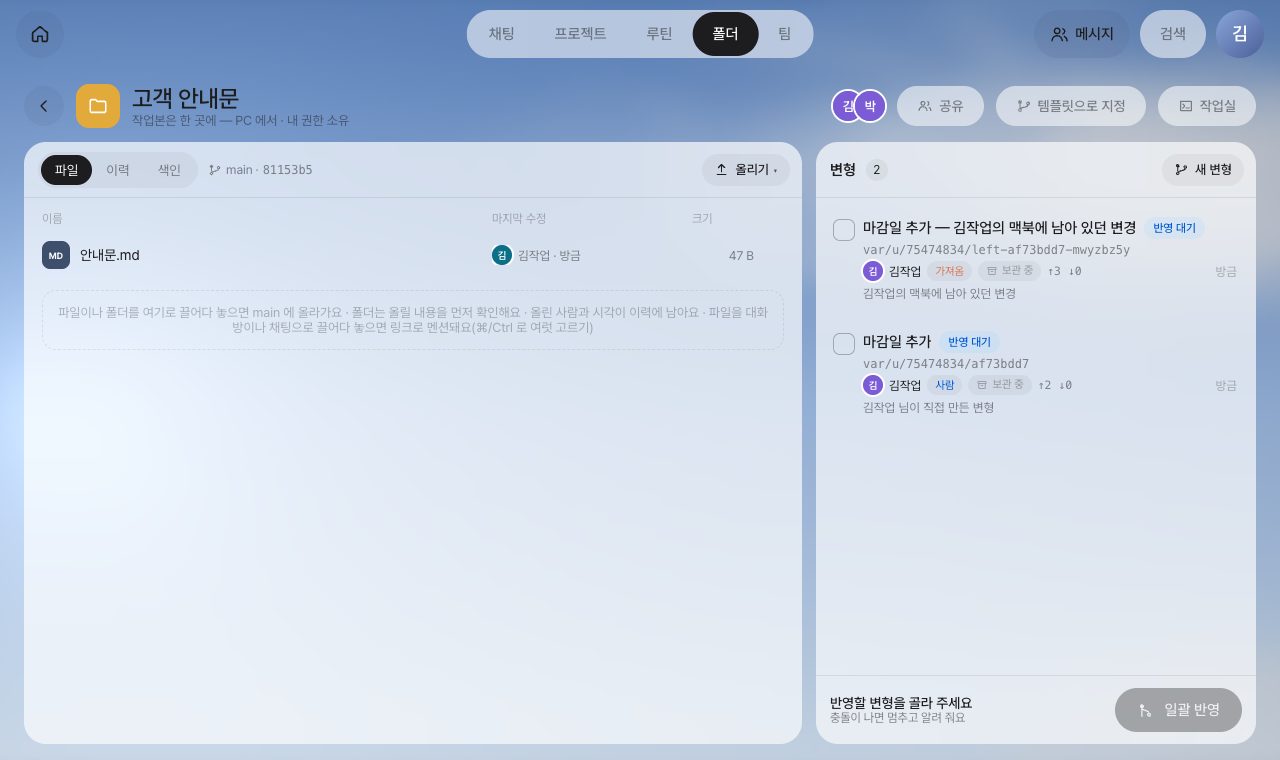 채팅
프로젝트
루틴
폴더
팀
메시지
검색
김
고객 안내문
작업본은 한 곳에 — PC 에서 · 내 권한 소유
김
박
공유
템플릿으로 지정
작업실
파일
이력
색인
main · 81153b5
올리기
이름
마지막 수정
크기
MD
안내문.md
김
김작업 · 방금
47 B
파일이나 폴더를 여기로 끌어다 놓으면 main 에 올라가요 · 폴더는 올릴 내용을 먼저 확인해요 · 올린 사람과 시각이 이력에 남아요 · 파일을 대화
방이나 채팅으로 끌어다 놓으면 링크로 멘션돼요(⌘/Ctrl 로 여럿 고르기)
변형
2
새 변형
마감일 추가 — 김작업의 맥북에 남아 있던 변경
반영 대기
var/u/75474834/left-af73bdd7-mwyzbz5y
김
김작업
가져옴
보관 중
↑3 ↓0
방금
김작업의 맥북에 남아 있던 변경
마감일 추가
반영 대기
var/u/75474834/af73bdd7
김
김작업
사람
보관 중
↑2 ↓0
방금
김작업 님이 직접 만든 변형
반영할 변형을 골라 주세요
충돌이 나면 멈추고 알려 줘요
일괄 반영